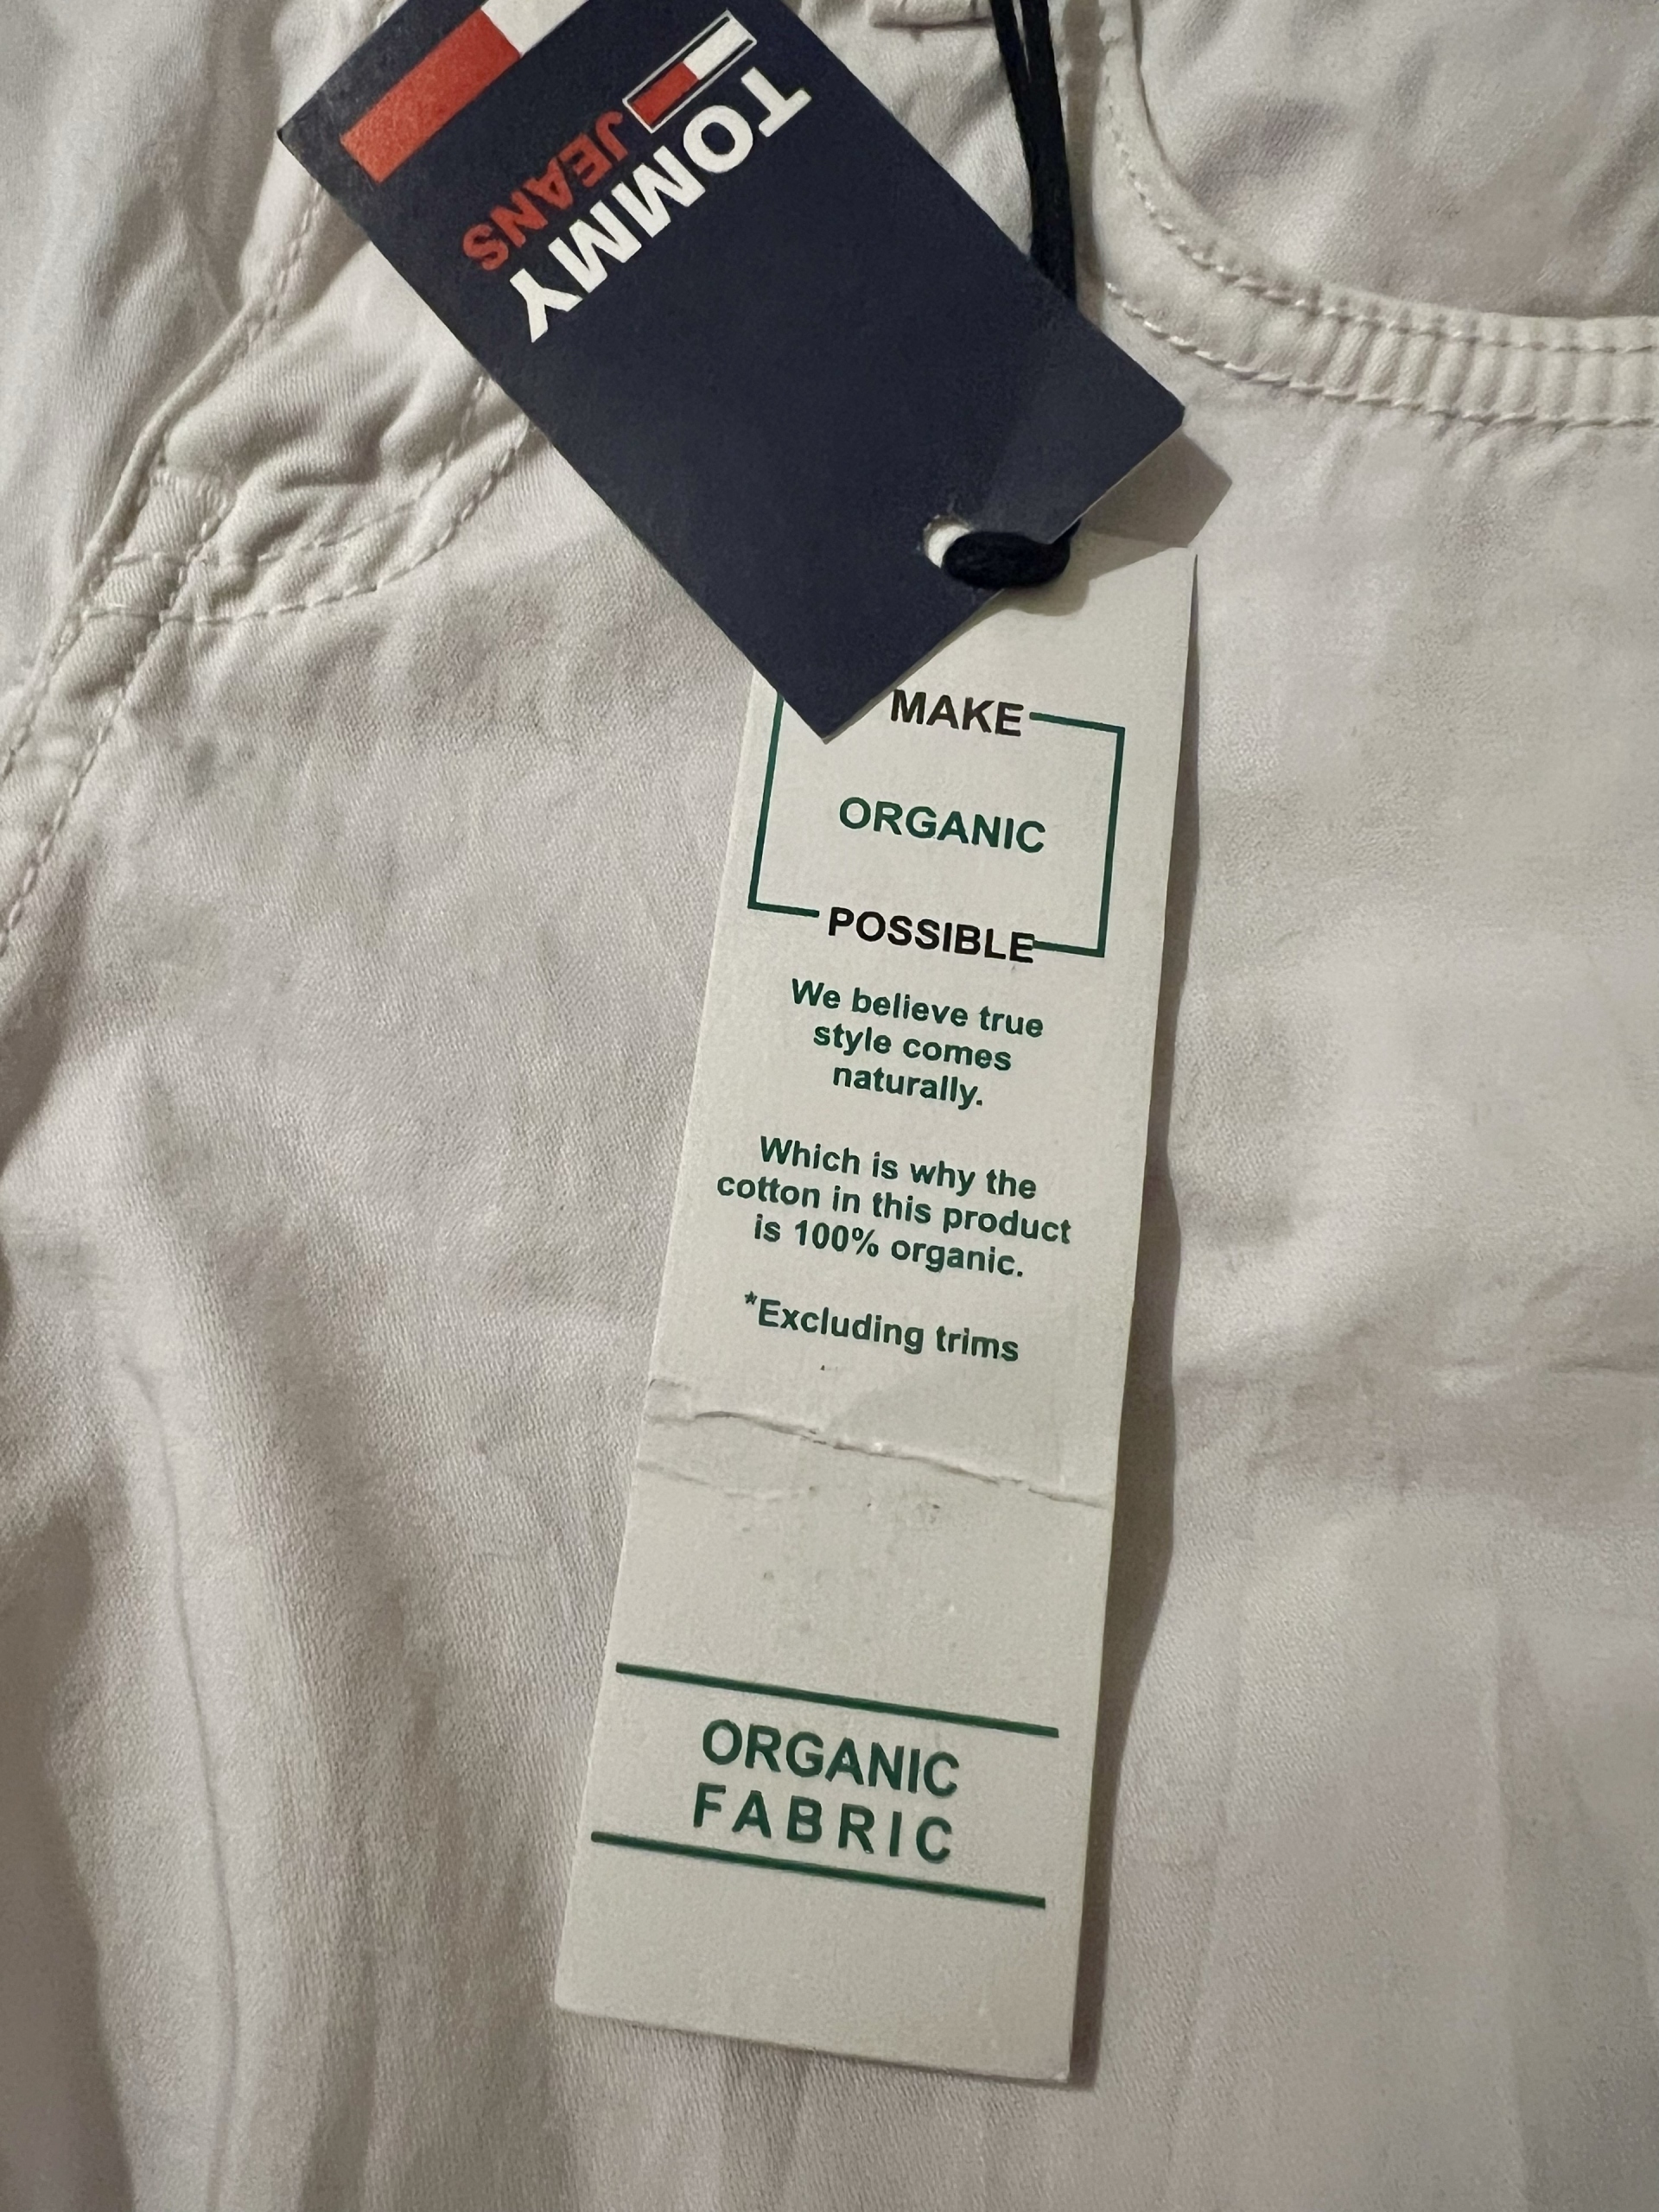 TOMMY
JEANS
MAKE
ORGANIC
POSSIBLE
We believe true
style comes
naturally.
Which is why the
cotton in this product
is 100% organic.
*Excluding trims
ORGANIC
FABRIC